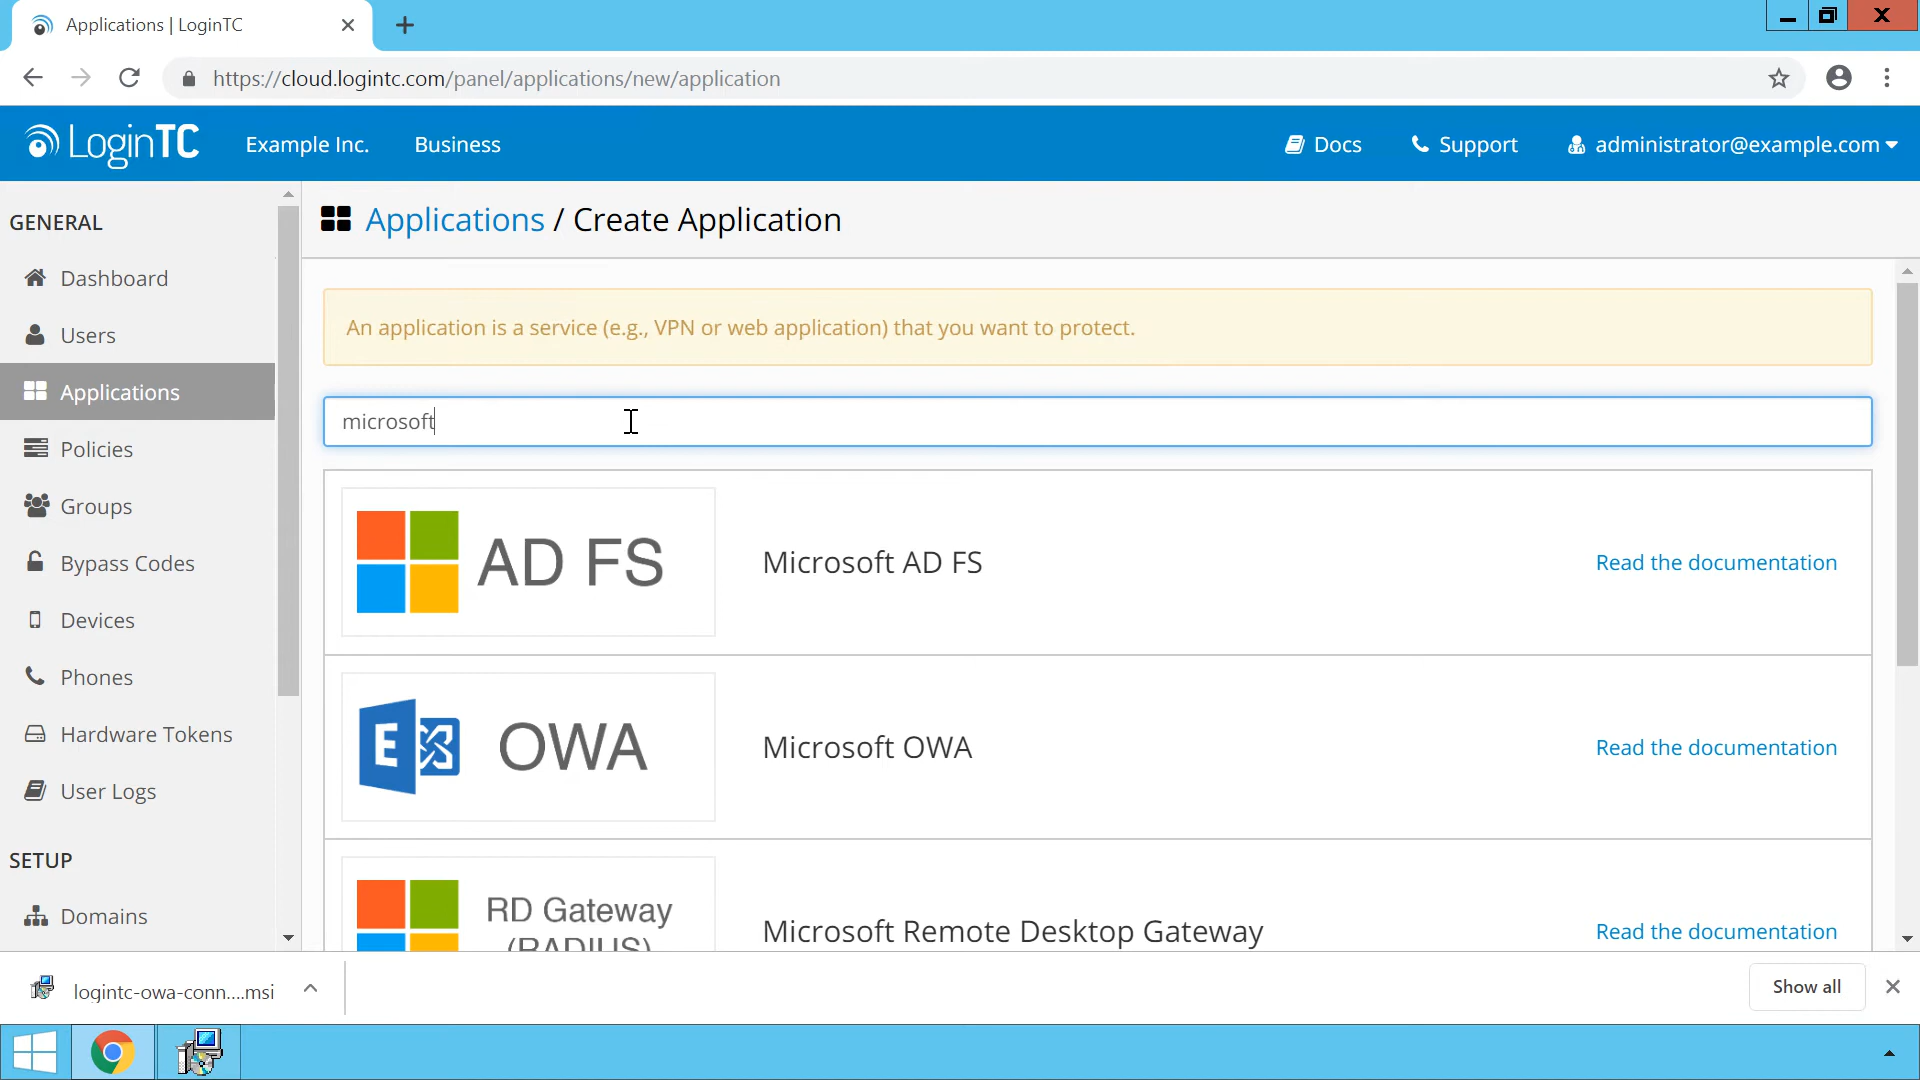 Applications | LoginTC
https://cloud.logintc.com/panel/applications/new/application
LoginTC
Example Inc.
Business
Docs
Support
administrator@example.com
GENERAL
Dashboard
Users
Applications
Policies
Groups
Bypass Codes
Devices
Phones
Hardware Tokens
User Logs
SETUP
Domains
Applications / Create Application
An application is a service (e.g., VPN or web application) that you want to protect.
microsoft
AD FS
Microsoft AD FS
Read the documentation
E
OWA
Microsoft OWA
Read the documentation
RD Gateway
(RADIUS)
Microsoft Remote Desktop Gateway
Read the documentation
logintc-owa-conn....msi
Show all